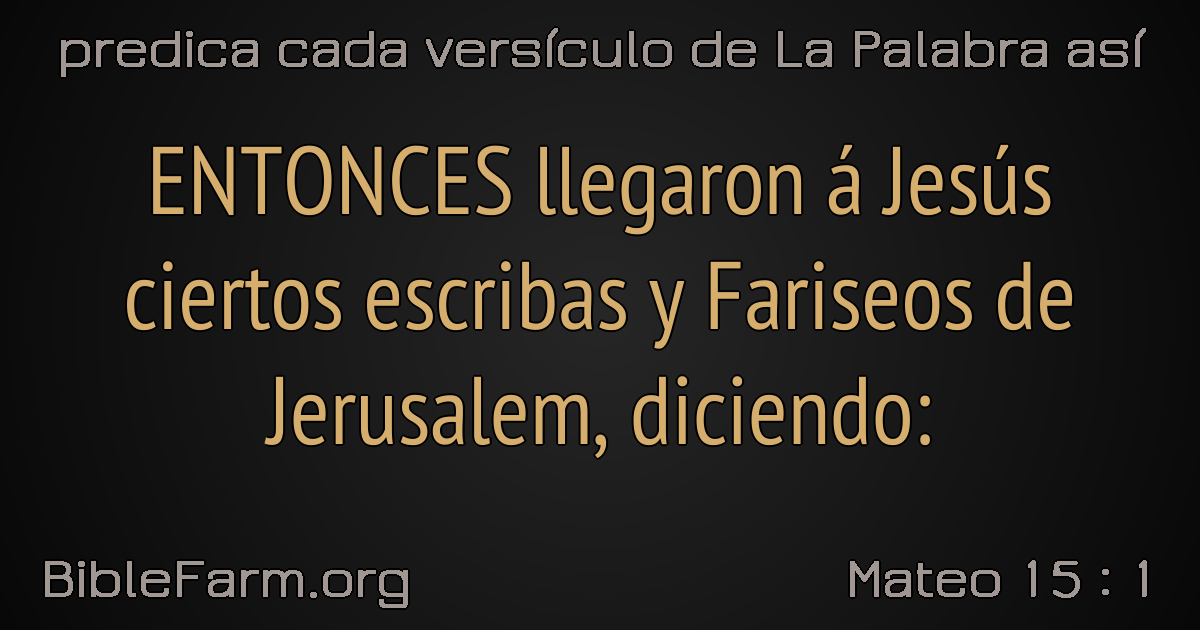 predica cada versículo de La Palabra así
ENTONCES llegaron á Jesús
ciertos escribas y Fariseos de
Jerusalem, diciendo:
BibleFarm.org
Mateo 15 : 1